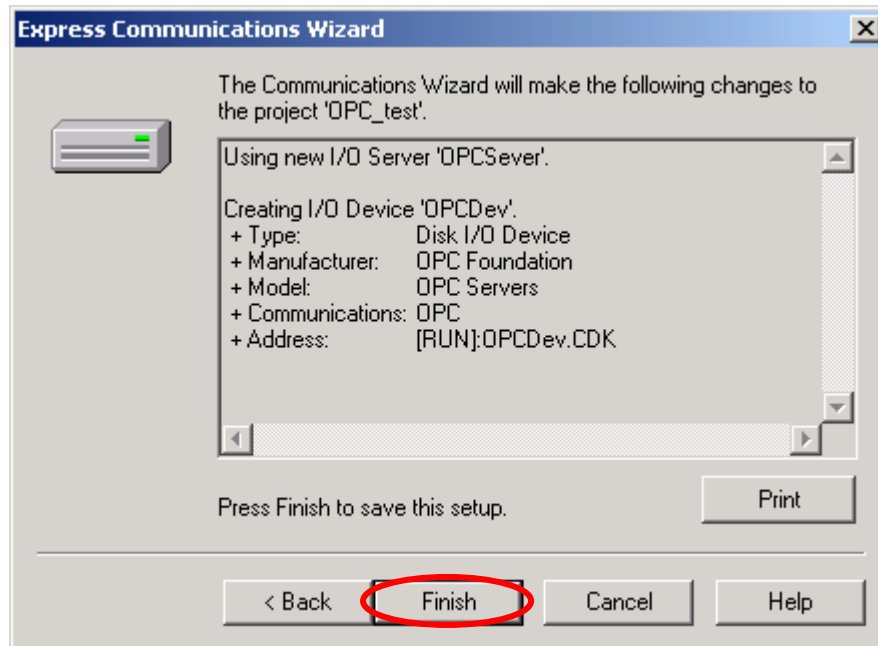 Express Communications Wizard
The Communications Wizard will make the following changes to
the project 'OPC_test'.
Using new I/O Server 'OPCSever'.
Creating I/O Device 'OPCDev'.
+ Type: Disk I/O Device
+ Manufacturer: OPC Foundation
+ Model: OPC Servers
+ Communications: OPC
+ Address: [RUN]:OPCDev.CDK
Press Finish to save this setup.
Print
< Back
Finish
Cancel
Help